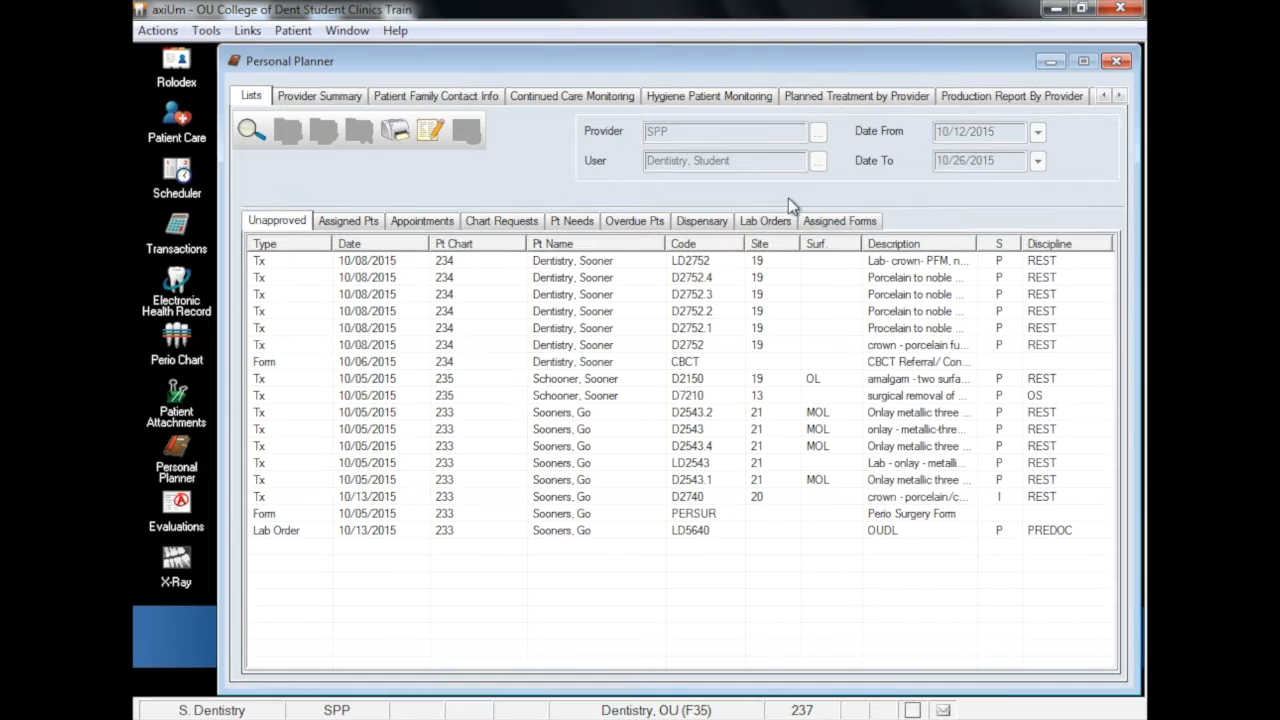 axiUm - OU College of Dent Student Clinics Train
Actions Tools Links Patient Window Help
Rolodex
Patient Care
Scheduler
Transactions
Electronic
Health Record
Perio Chart
Patient
Attachments
Personal
Planner
Evaluations
X-Ray
Personal Planner
Lists Provider Summary Patient Family Contact Info Continued Care Monitoring Hygiene Patient Monitoring Planned Treatment by Provider Production Report By Provider
Provider SPP ... Date From 10/12/2015
User Dentistry, Student ... Date To 10/26/2015
Unapproved Assigned Pts Appointments Chart Requests Pt Needs Overdue Pts Dispensary Lab Orders Assigned Forms
Type Date Pt Chart Pt Name Code Site Surf. Description S Discipline
Tx 10/08/2015 234 Dentistry, Sooner LD2752 19 Lab- crown- PFM, n... P REST
Tx 10/08/2015 234 Dentistry, Sooner D2752.4 19 Porcelain to noble ... P REST
Tx 10/08/2015 234 Dentistry, Sooner D2752.3 19 Porcelain to noble ... P REST
Tx 10/08/2015 234 Dentistry, Sooner D2752.2 19 Porcelain to noble ... P REST
Tx 10/08/2015 234 Dentistry, Sooner D2752.1 19 Procelain to noble ... P REST
Tx 10/08/2015 234 Dentistry, Sooner D2752 19 crown - porcelain fu... P REST
Form 10/06/2015 234 Dentistry, Sooner CBCT CBCT Referral/ Con...
Tx 10/05/2015 235 Schooner, Sooner D2150 19 OL amalgam - two surfa... P REST
Tx 10/05/2015 235 Schooner, Sooner D7210 13 surgical removal of ... P OS
Tx 10/05/2015 233 Sooners, Go D2543.2 21 MOL Onlay metallic three ... P REST
Tx 10/05/2015 233 Sooners, Go D2543 21 MOL onlay - metallic-thre... P REST
Tx 10/05/2015 233 Sooners, Go D2543.4 21 MOL Onlay metallic three ... P REST
Tx 10/05/2015 233 Sooners, Go LD2543 21 Lab - onlay - metalli... P REST
Tx 10/05/2015 233 Sooners, Go D2543.1 21 MOL Onlay metallic three ... P REST
Tx 10/13/2015 233 Sooners, Go D2740 20 crown - porcelain/c... I REST
Form 10/05/2015 233 Sooners, Go PERSUR Perio Surgery Form
Lab Order 10/13/2015 233 Sooners, Go LD5640 OUDL P PREDOC
S. Dentistry SPP Dentistry, OU (F35) 237